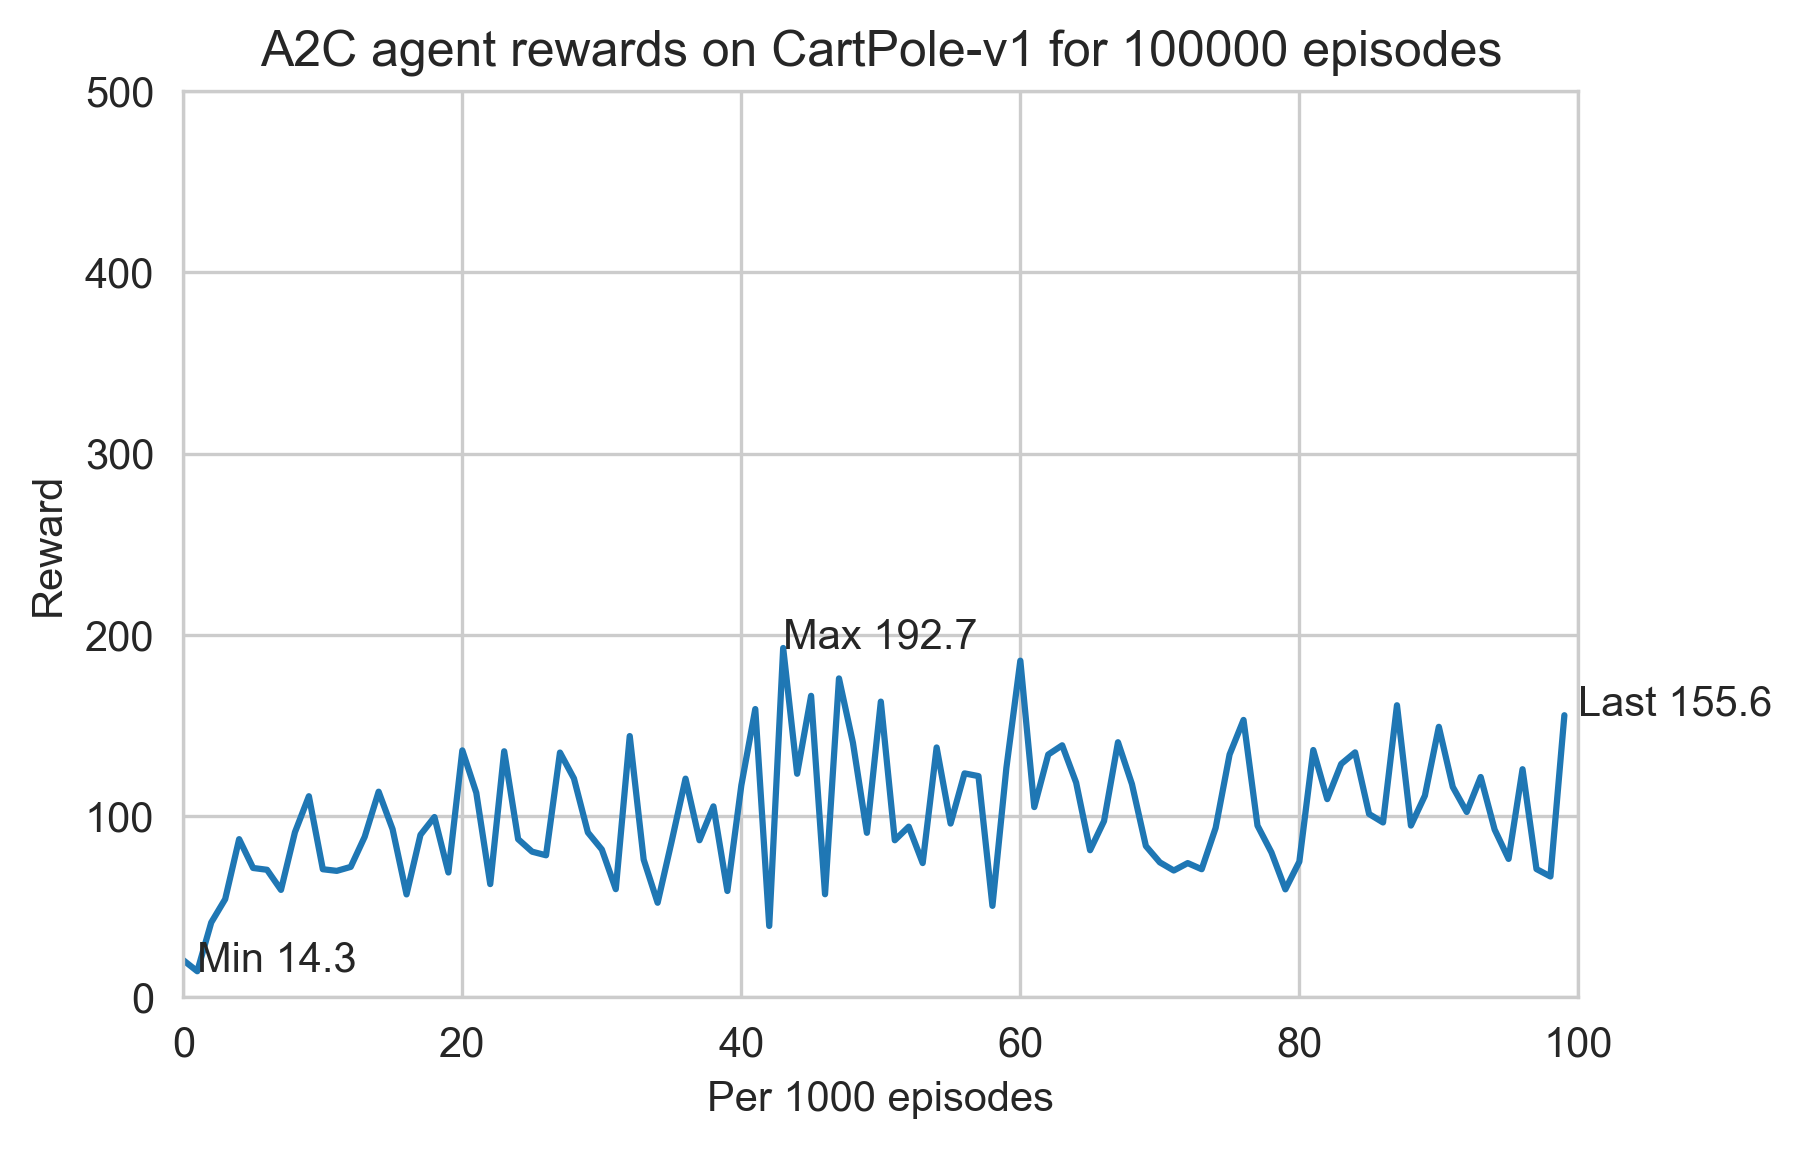 A2C agent rewards on CartPole-v1 for 100000 episodes
500
400
300
200
100
0
Reward
Max 192.7
Last 155.6
Min 14.3
0 20 40 60 80 100
Per 1000 episodes